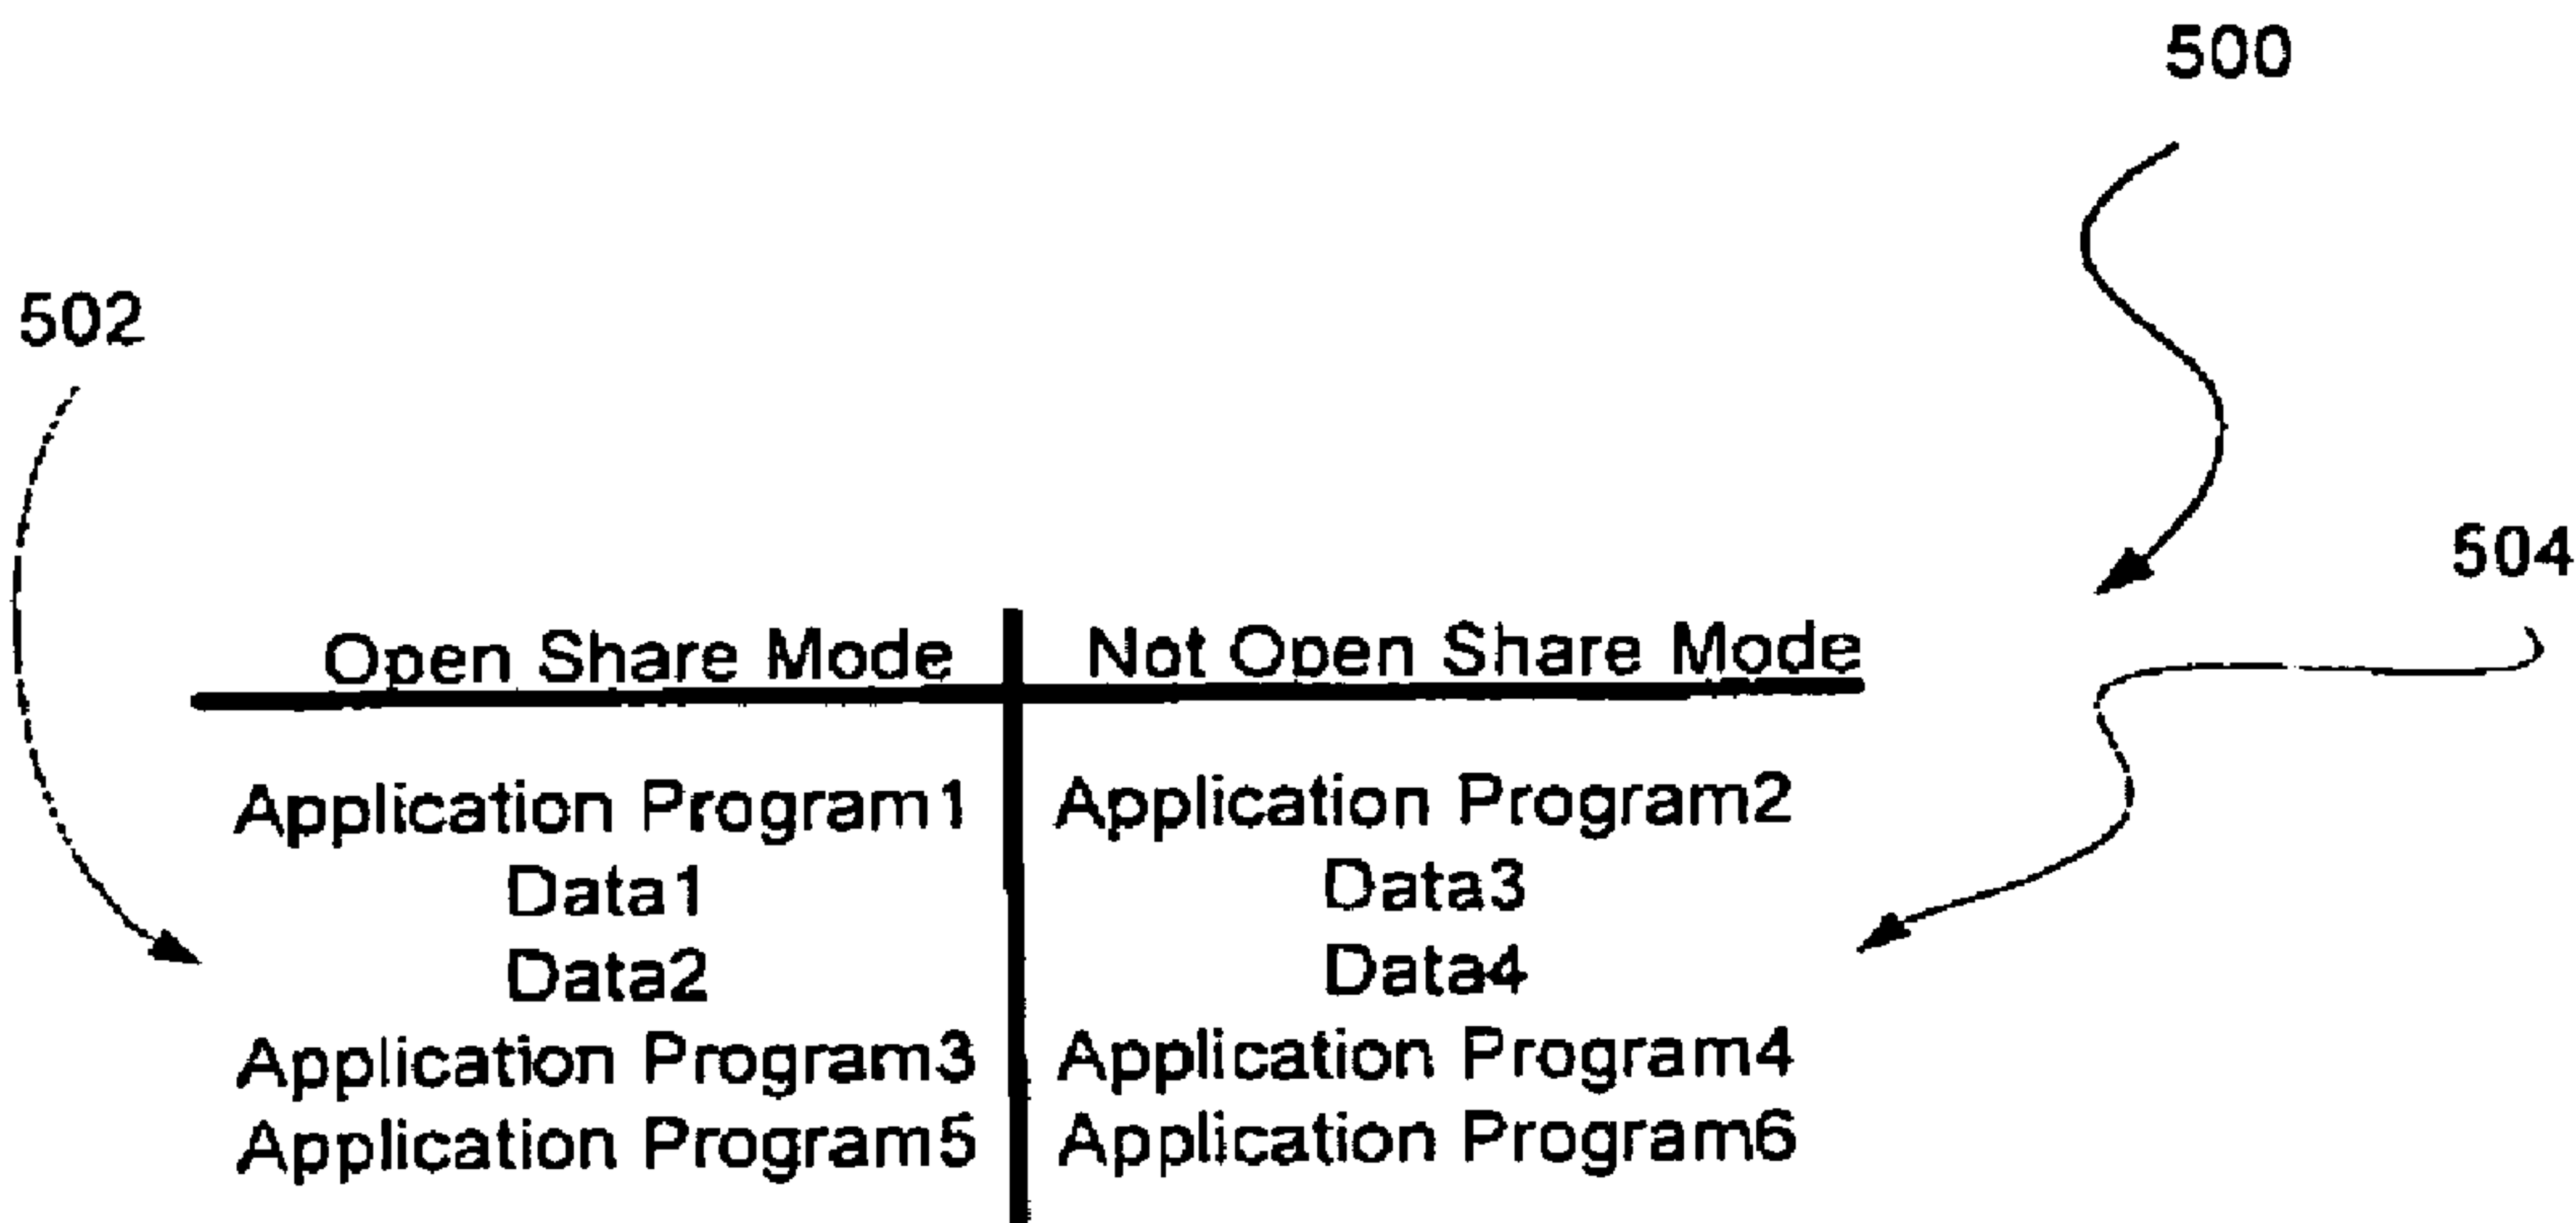 500
502
504
Open Share Mode Not Open Share Mode
Application Program1 Application Program2
Data1 Data3
Data2 Data4
Application Program3 Application Program4
Application Program5 Application Program6